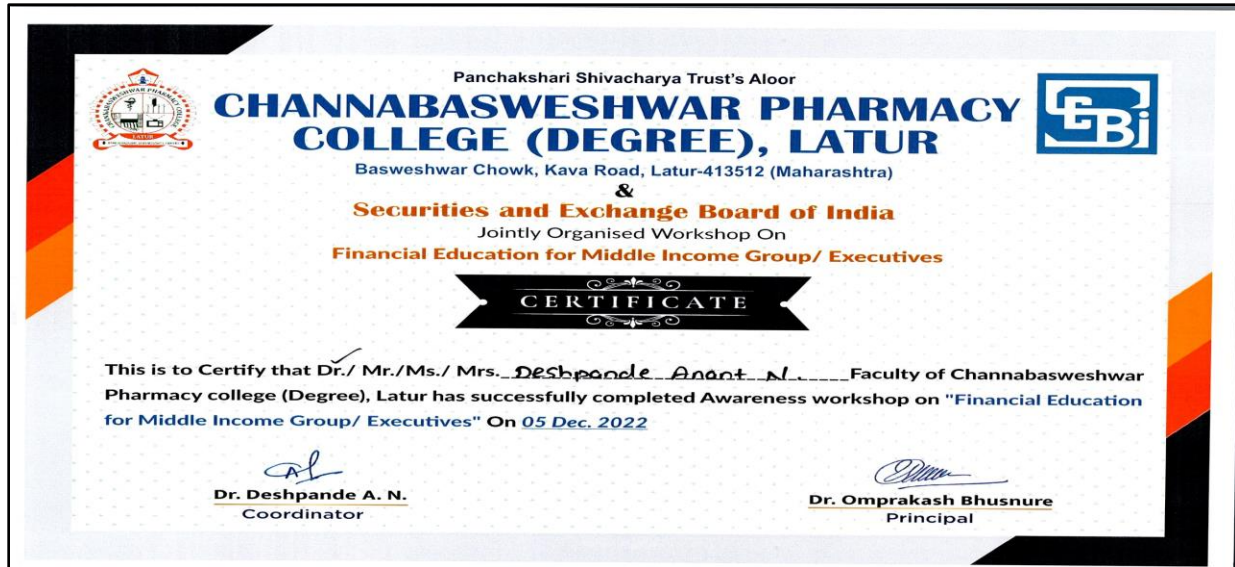 Panchakshari Shivacharya Trust's Aloor
CHANNABASWESHWAR PHARMACY
COLLEGE (DEGREE), LATUR
Basweshwar Chowk, Kava Road, Latur-413512 (Maharashtra)
&
Securities and Exchange Board of India
Jointly Organised Workshop On
Financial Education for Middle Income Group/ Executives
CERTIFICATE
This is to Certify that Dr./ Mr./Ms./ Mrs. Deshpande Anant N. Faculty of Channabasweshwar
Pharmacy college (Degree), Latur has successfully completed Awareness workshop on "Financial Education
for Middle Income Group/ Executives" On 05 Dec. 2022
Dr. Deshpande A. N.
Coordinator
Dr. Omprakash Bhusnure
Principal
SEBI
LATUR